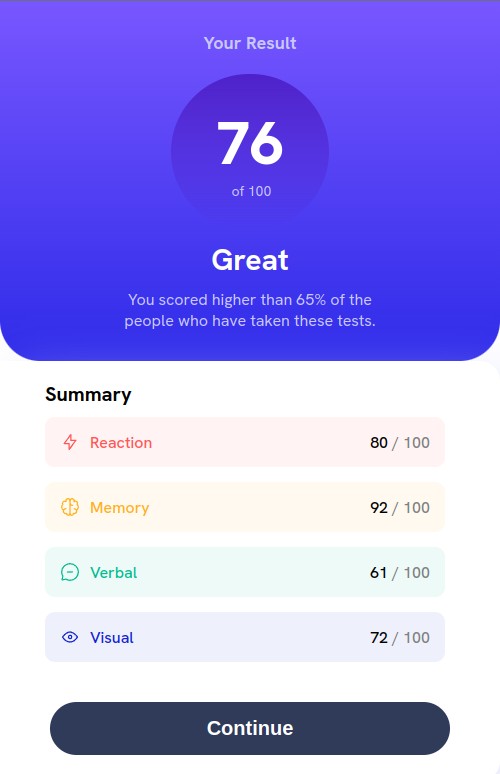 Your Result
76
of 100
Great
You scored higher than 65% of the
people who have taken these tests.
Summary
Reaction 80 / 100
Memory 92 / 100
Verbal 61 / 100
Visual 72 / 100
Continue